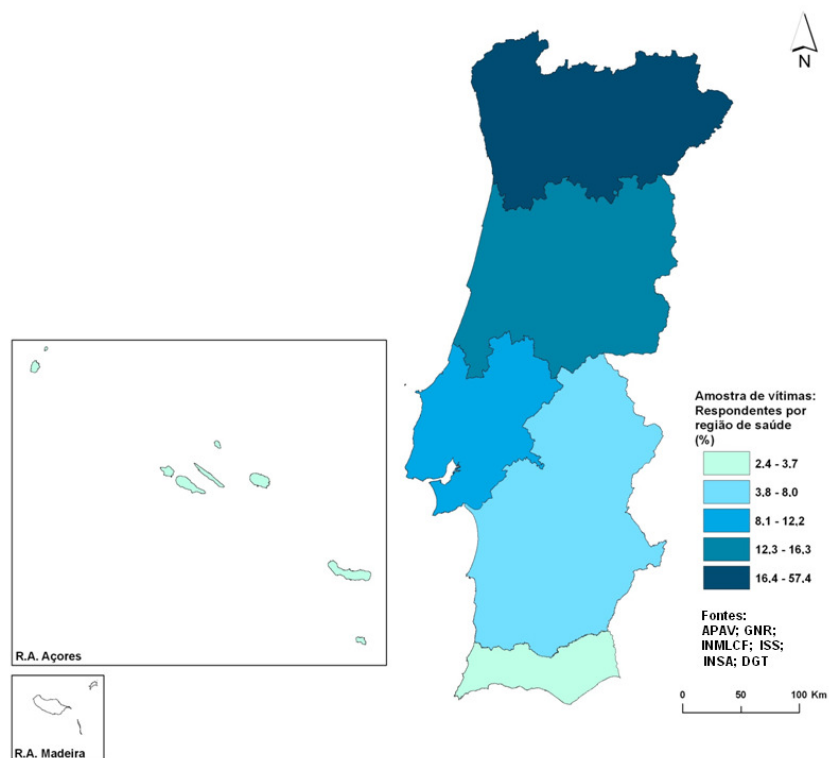 N
Amostra de vítimas:
Respondentes por
região de saúde
(%)
2.4 - 3.7
3.8 - 8.0
8.1 - 12.2
12.3 - 16.3
16.4 - 57.4
Fontes:
APAV; GNR;
INMLCF; ISS;
INSA; DGT
0 50 100 Km
R.A. Açores
R.A. Madeira